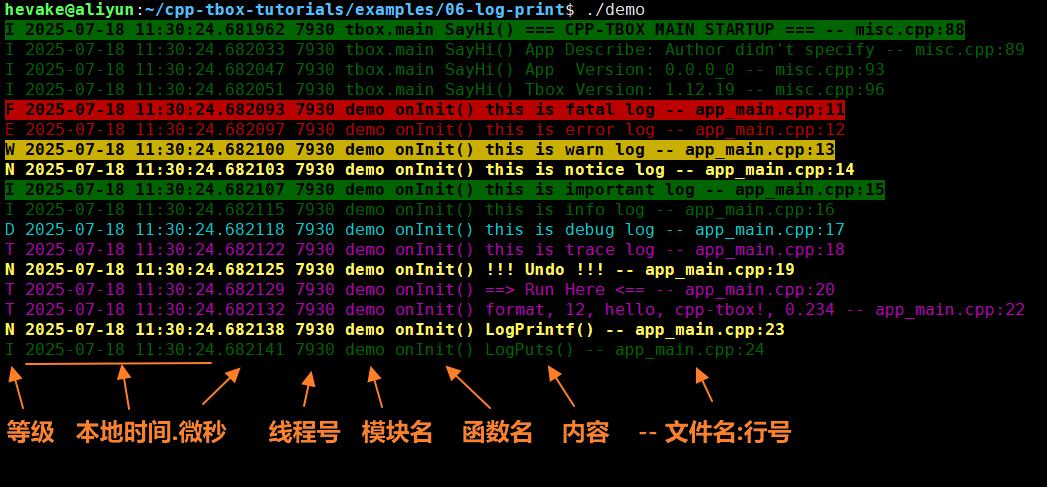 hevake@aliyun:~/cpp-tbox-tutorials/examples/06-log-print$ ./demo
I 2025-07-18 11:30:24.681962 7930 tbox.main SayHi() === CPP-TBOX MAIN STARTUP === -- misc.cpp:88
I 2025-07-18 11:30:24.682033 7930 tbox.main SayHi() App Describe: Author didn't specify -- misc.cpp:89
I 2025-07-18 11:30:24.682047 7930 tbox.main SayHi() App  Version: 0.0.0_0 -- misc.cpp:93
I 2025-07-18 11:30:24.682051 7930 tbox.main SayHi() Tbox Version: 1.12.19 -- misc.cpp:96
F 2025-07-18 11:30:24.682093 7930 demo onInit() this is fatal log -- app_main.cpp:11
E 2025-07-18 11:30:24.682097 7930 demo onInit() this is error log -- app_main.cpp:12
W 2025-07-18 11:30:24.682100 7930 demo onInit() this is warn log -- app_main.cpp:13
N 2025-07-18 11:30:24.682103 7930 demo onInit() this is notice log -- app_main.cpp:14
I 2025-07-18 11:30:24.682107 7930 demo onInit() this is important log -- app_main.cpp:15
I 2025-07-18 11:30:24.682115 7930 demo onInit() this is info log -- app_main.cpp:16
D 2025-07-18 11:30:24.682118 7930 demo onInit() this is debug log -- app_main.cpp:17
T 2025-07-18 11:30:24.682122 7930 demo onInit() this is trace log -- app_main.cpp:18
N 2025-07-18 11:30:24.682125 7930 demo onInit() !!! Undo !!! -- app_main.cpp:19
T 2025-07-18 11:30:24.682129 7930 demo onInit() ==> Run Here <== -- app_main.cpp:20
T 2025-07-18 11:30:24.682132 7930 demo onInit() format, 12, hello, cpp-tbox!, 0.234 -- app_main.cpp:22
N 2025-07-18 11:30:24.682138 7930 demo onInit() LogPrintf() -- app_main.cpp:23
I 2025-07-18 11:30:24.682141 7930 demo onInit() LogPuts() -- app_main.cpp:24
等级 本地时间.微秒 线程号 模块名 函数名 内容 -- 文件名:行号